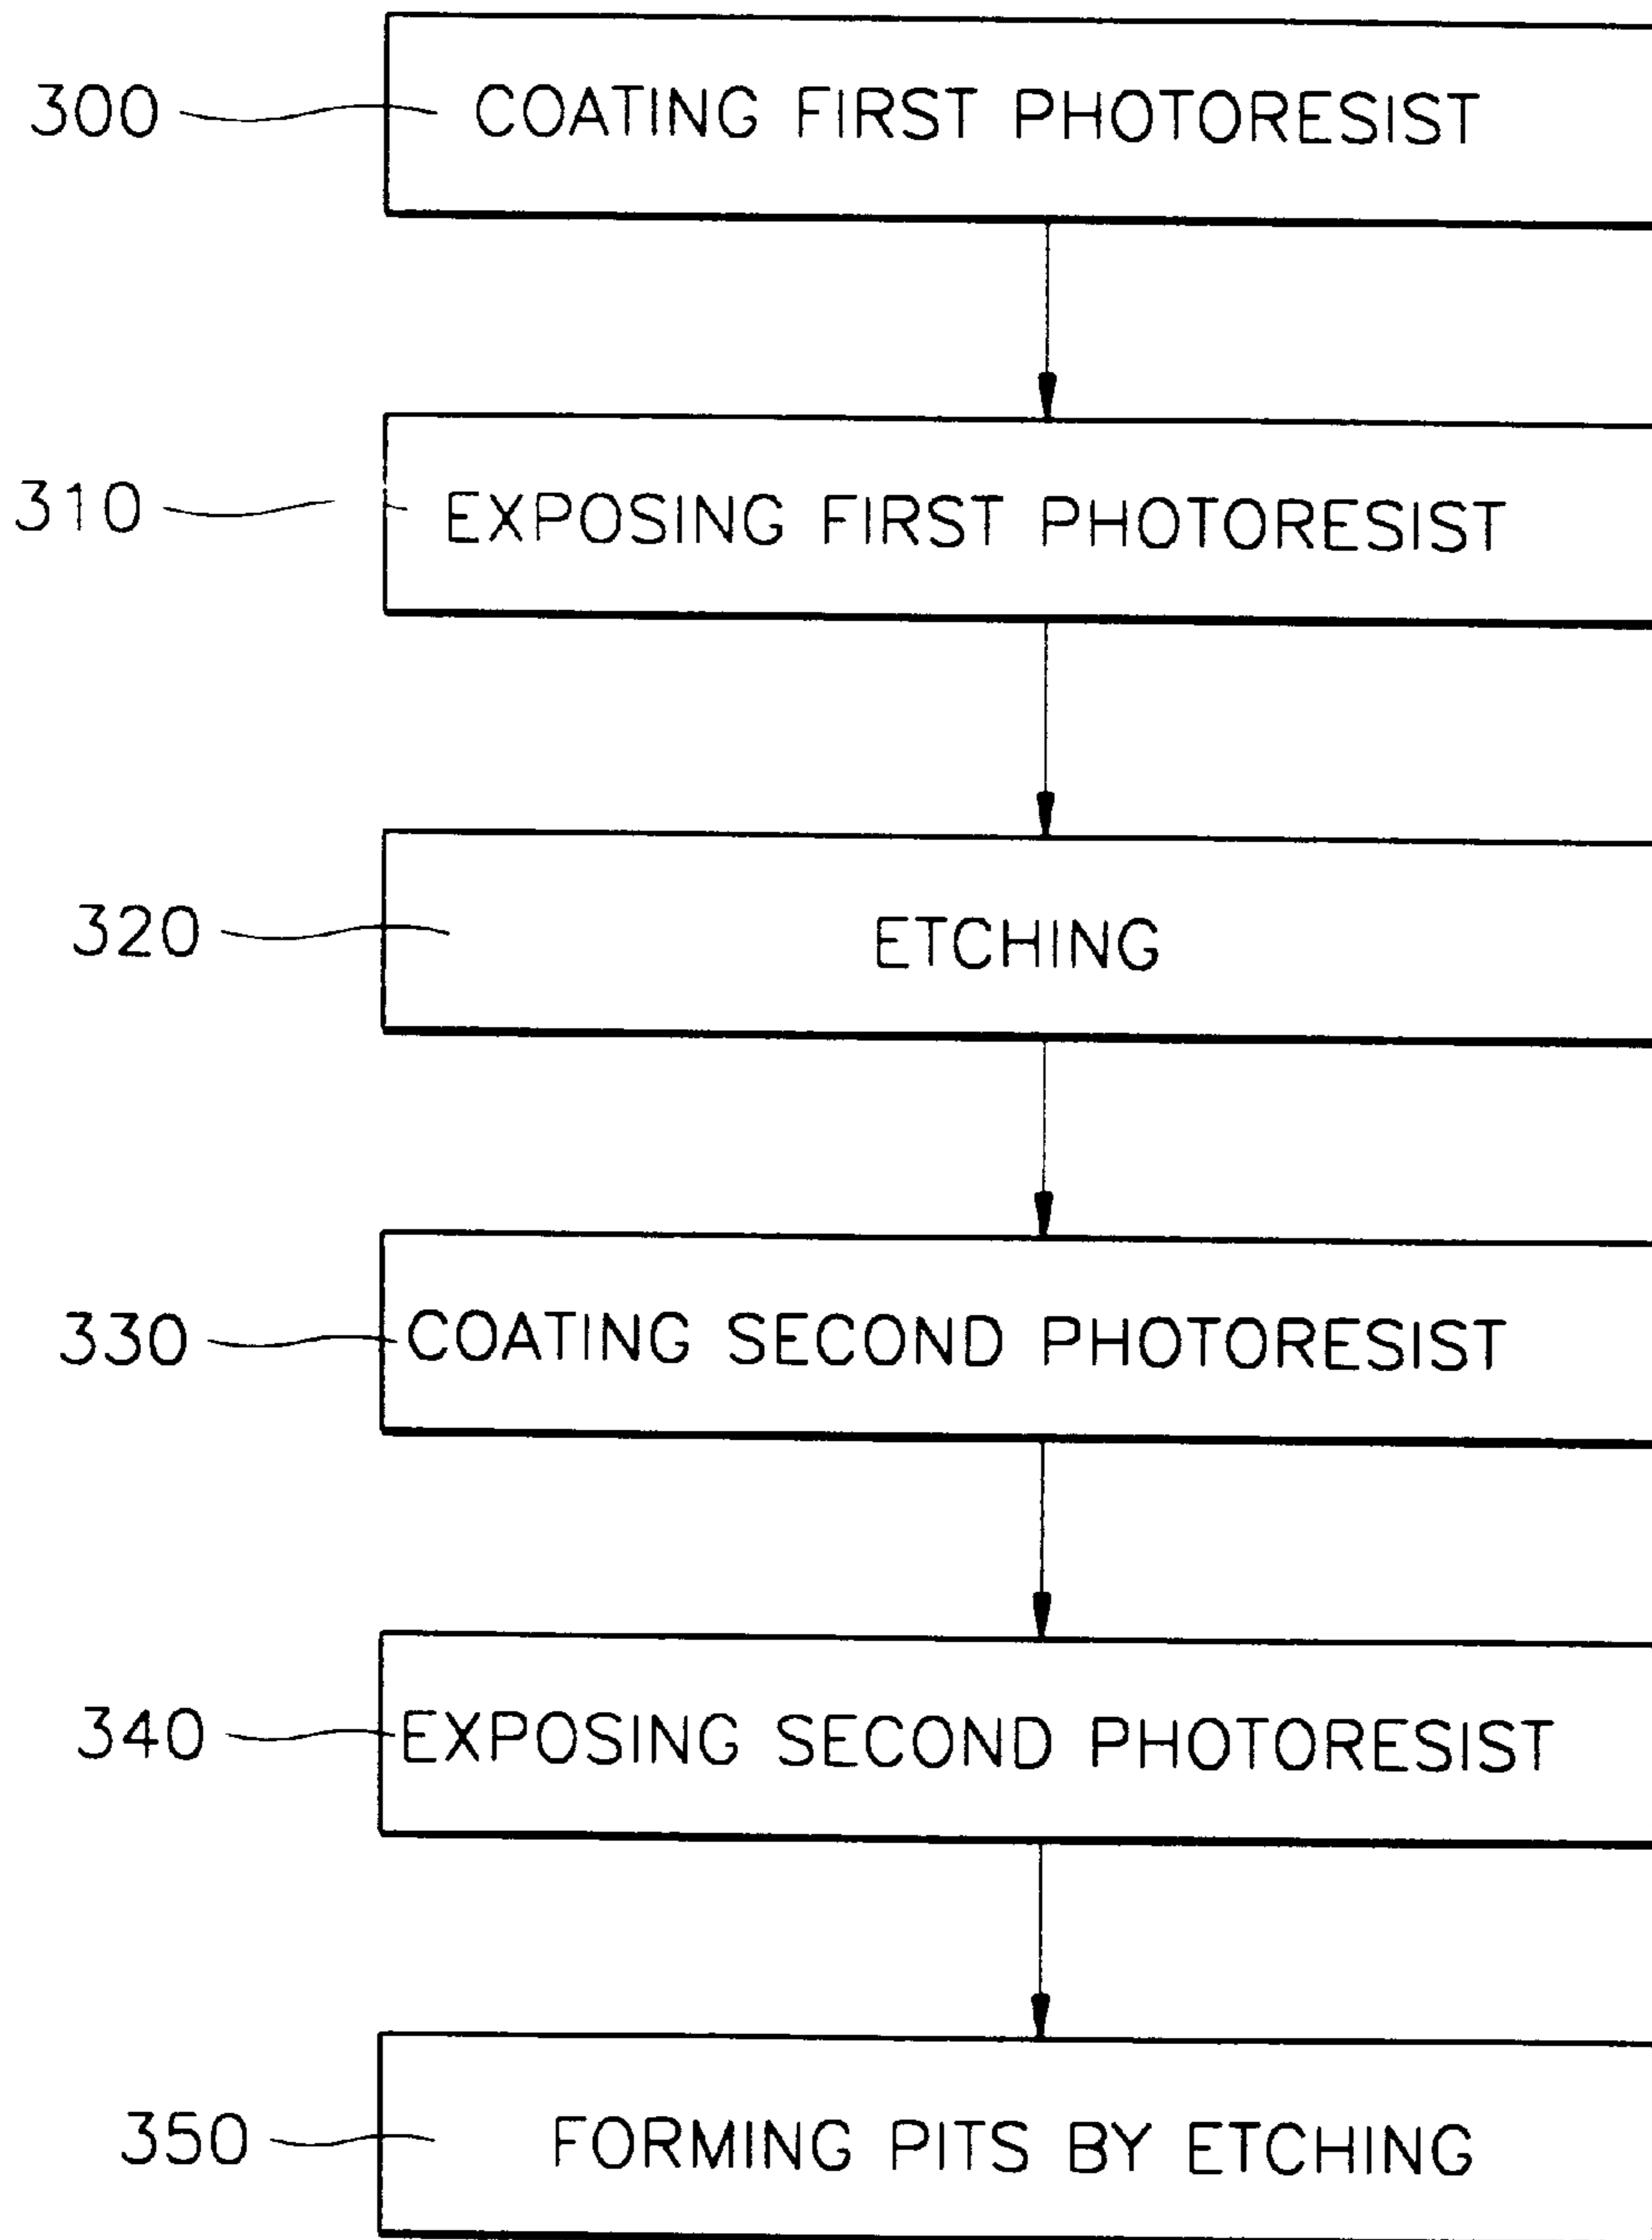 300 COATING FIRST PHOTORESIST
310 EXPOSING FIRST PHOTORESIST
320 ETCHING
330 COATING SECOND PHOTORESIST
340 EXPOSING SECOND PHOTORESIST
350 FORMING PITS BY ETCHING